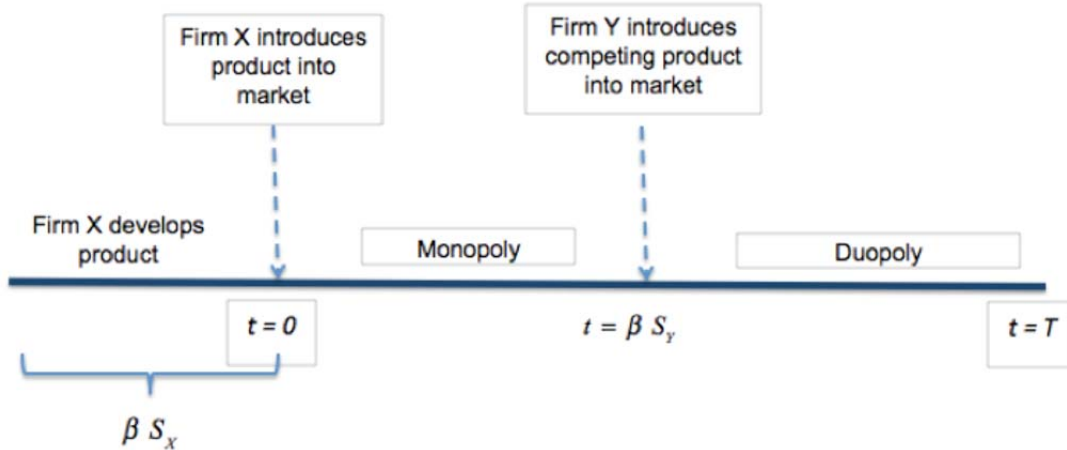 Firm X introduces
product into
market
Firm Y introduces
competing product
into market
Firm X develops
product
Monopoly
Duopoly
t = 0
t = β S_Y
t = T
β S_X